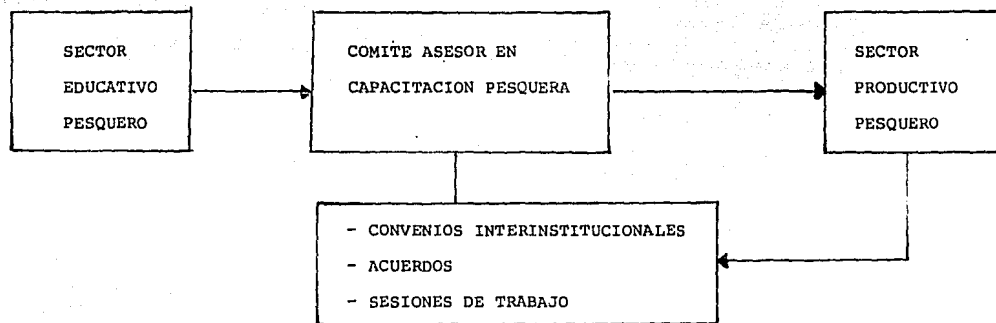 SECTOR
EDUCATIVO
PESQUERO
COMITE ASESOR EN
CAPACITACION PESQUERA
SECTOR
PRODUCTIVO
PESQUERO
- CONVENIOS INTERINSTITUCIONALES
- ACUERDOS
- SESIONES DE TRABAJO